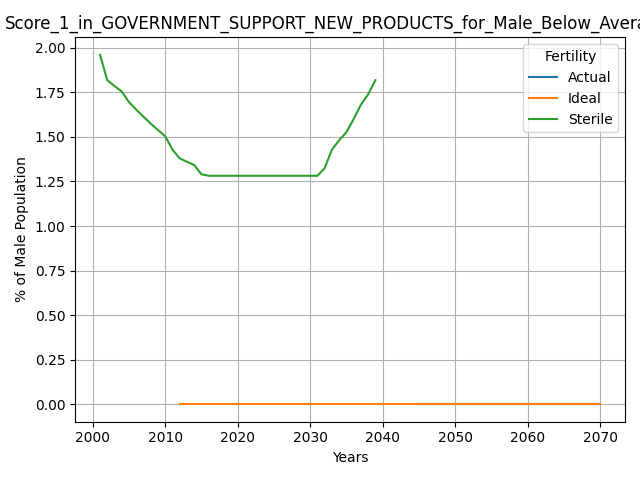 Score_1_in_GOVERNMENT_SUPPORT_NEW_PRODUCTS_for_Male_Below_Avera
Fertility
Actual
Ideal
Sterile
2.00
1.75
1.50
1.25
1.00
0.75
0.50
0.25
0.00
% of Male Population
2000 2010 2020 2030 2040 2050 2060 2070
Years